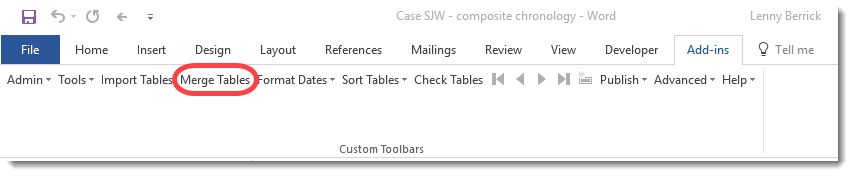 Case SJW - composite chronology - Word Lenny Berrick
File Home Insert Design Layout References Mailings Review View Developer Add-ins Tell me
Admin Tools Import Tables Merge Tables Format Dates Sort Tables Check Tables Publish Advanced Help
Custom Toolbars